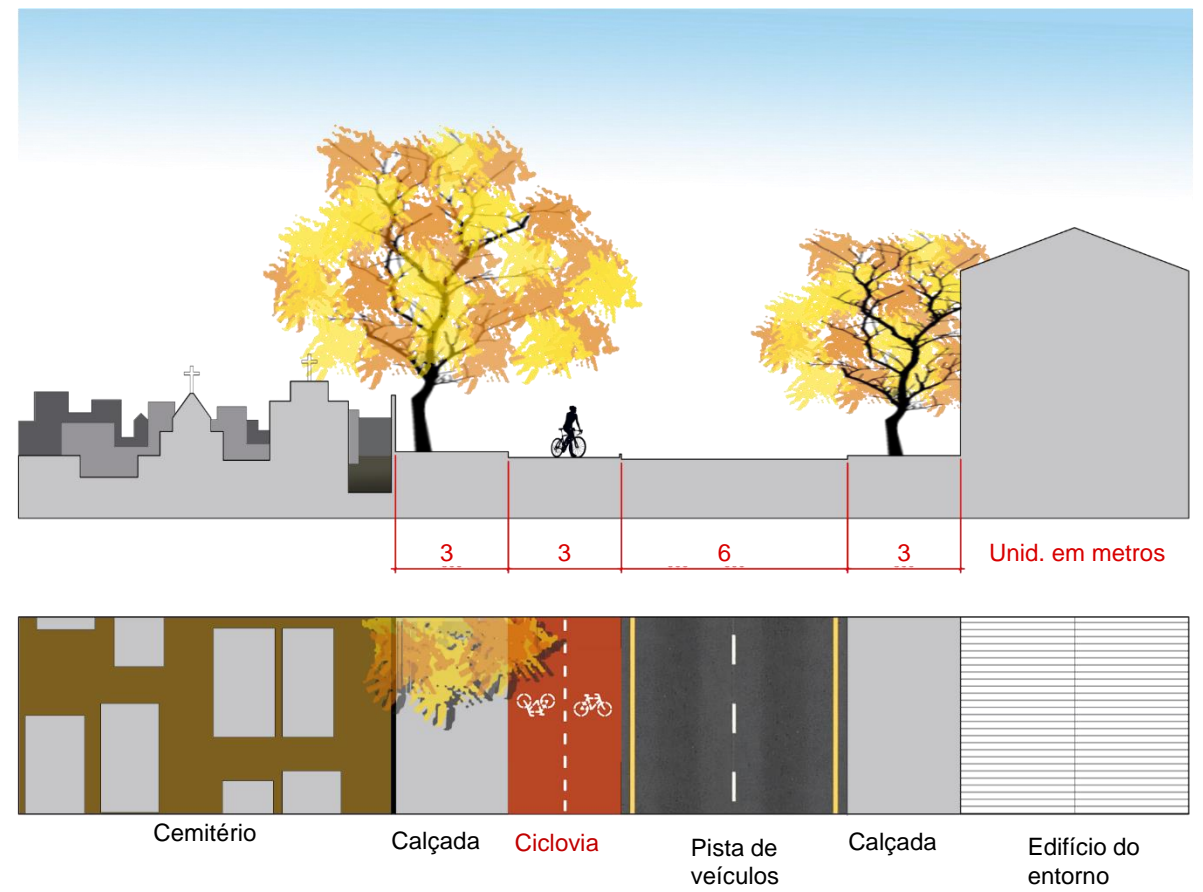 3
3
6
3
Unid. em metros
Cemitério
Calçada
Ciclovia
Pista de
veículos
Calçada
Edifício do
entorno